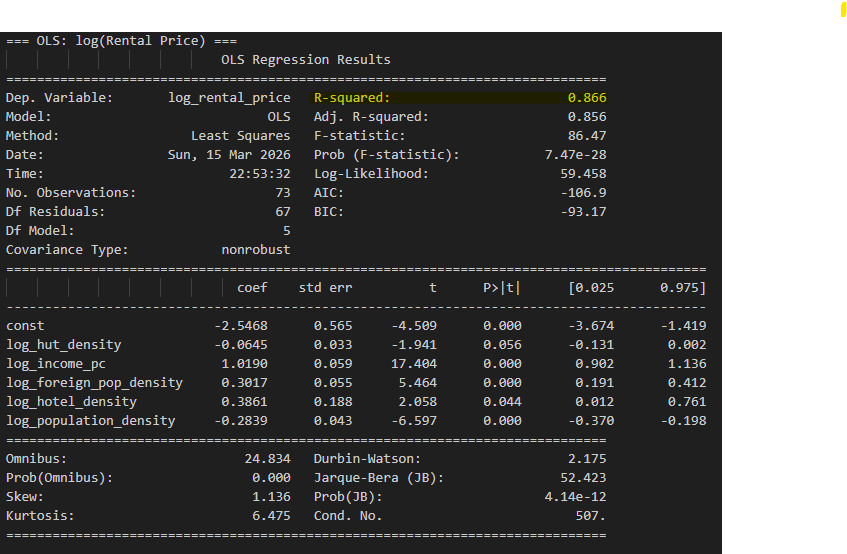 === OLS: log(Rental Price) ===
OLS Regression Results
==============================================================================
Dep. Variable: log_rental_price R-squared: 0.866
Model: OLS Adj. R-squared: 0.856
Method: Least Squares F-statistic: 86.47
Date: Sun, 15 Mar 2026 Prob (F-statistic): 7.47e-28
Time: 22:53:32 Log-Likelihood: 59.458
No. Observations: 73 AIC: -106.9
Df Residuals: 67 BIC: -93.17
Df Model: 5
Covariance Type: nonrobust
===========================================================================================
coef std err t P>|t| [0.025 0.975]
-------------------------------------------------------------------------------------------
const -2.5468 0.565 -4.509 0.000 -3.674 -1.419
log_hut_density -0.0645 0.033 -1.941 0.056 -0.131 0.002
log_income_pc 1.0190 0.059 17.404 0.000 0.902 1.136
log_foreign_pop_density 0.3017 0.055 5.464 0.000 0.191 0.412
log_hotel_density 0.3861 0.188 2.058 0.044 0.012 0.761
log_population_density -0.2839 0.043 -6.597 0.000 -0.370 -0.198
==============================================================================
Omnibus: 24.834 Durbin-Watson: 2.175
Prob(Omnibus): 0.000 Jarque-Bera (JB): 52.423
Skew: 1.136 Prob(JB): 4.14e-12
Kurtosis: 6.475 Cond. No. 507.
==============================================================================